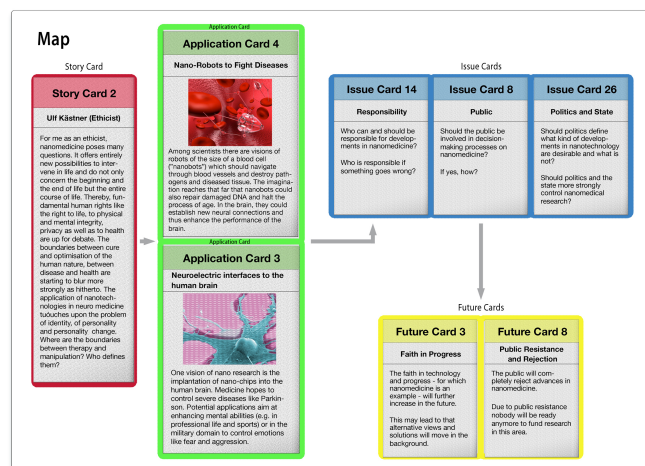 Map
Story Card
Story Card 2
Ulf Kästner (Ethicist)
For me as an ethicist,
nanomedicine poses many
questions. It offers entirely
new possibilities to inter-
vene in life and do not only
concern the beginning and
the end of life but the entire
course of life. Thereby, fun-
damental human rights like
the right to life, to physical
and mental integrity,
privacy as well as to health
are up for debate. The
boundaries between cure
and optimisation of the
human nature, between
disease and health are
starting to blur more
strongly as hitherto. The
application of nanotech-
nologies in neuro medicine
tuòuches upon the problem
of identity, of personality
and personality change.
Where are the boundaries
between therapy and
manipulation? Who defines
them?
Application Card
Application Card 4
Nano-Robots to Fight Diseases
Among scientists there are visions of
robots of the size of a blood cell
("nanobots") which should navigate
through blood vessels and destroy path-
ogens and diseased tissue. The imagina-
tion reaches that far that nanobots could
also repair damaged DNA and halt the
process of age. In the brain, they could
establish new neural connections and
thus enhance the performance of the
brain.
Application Card
Application Card 3
Neuroelectric interfaces to the
human brain
One vision of nano research is the
implantation of nano-chips into the
human brain. Medicine hopes to
control severe diseases like Parkin-
son. Potential applications aim at
enhancing mental abilities (e.g. in
professional life and sports) or in the
military domain to control emotions
like fear and aggression.
Issue Cards
Issue Card 14
Responsibility
Who can and should be
responsible for develop-
ments in nanomedicine?
Who is responsible if
something goes wrong?
Issue Card 8
Public
Should the public be
involved in decision-
making processes on
nanomedicine?
If yes, how?
Issue Card 26
Politics and State
Should politics define
what kind of develop-
ments in nanotechnology
are desirable and what is
not?
Should politics and the
state more strongly
control nanomedical
research?
Future Cards
Future Card 3
Faith in Progress
The faith in technology
and progress - for which
nanomedicine is an
example - will further
increase in the future.
This may lead to that
alternative views and
solutions will move in the
background.
Future Card 8
Public Resistance
and Rejection
The public will com-
pletely reject advances in
nanomedicine.
Due to public resistance
nobody will be ready
anymore to fund research
in this area.